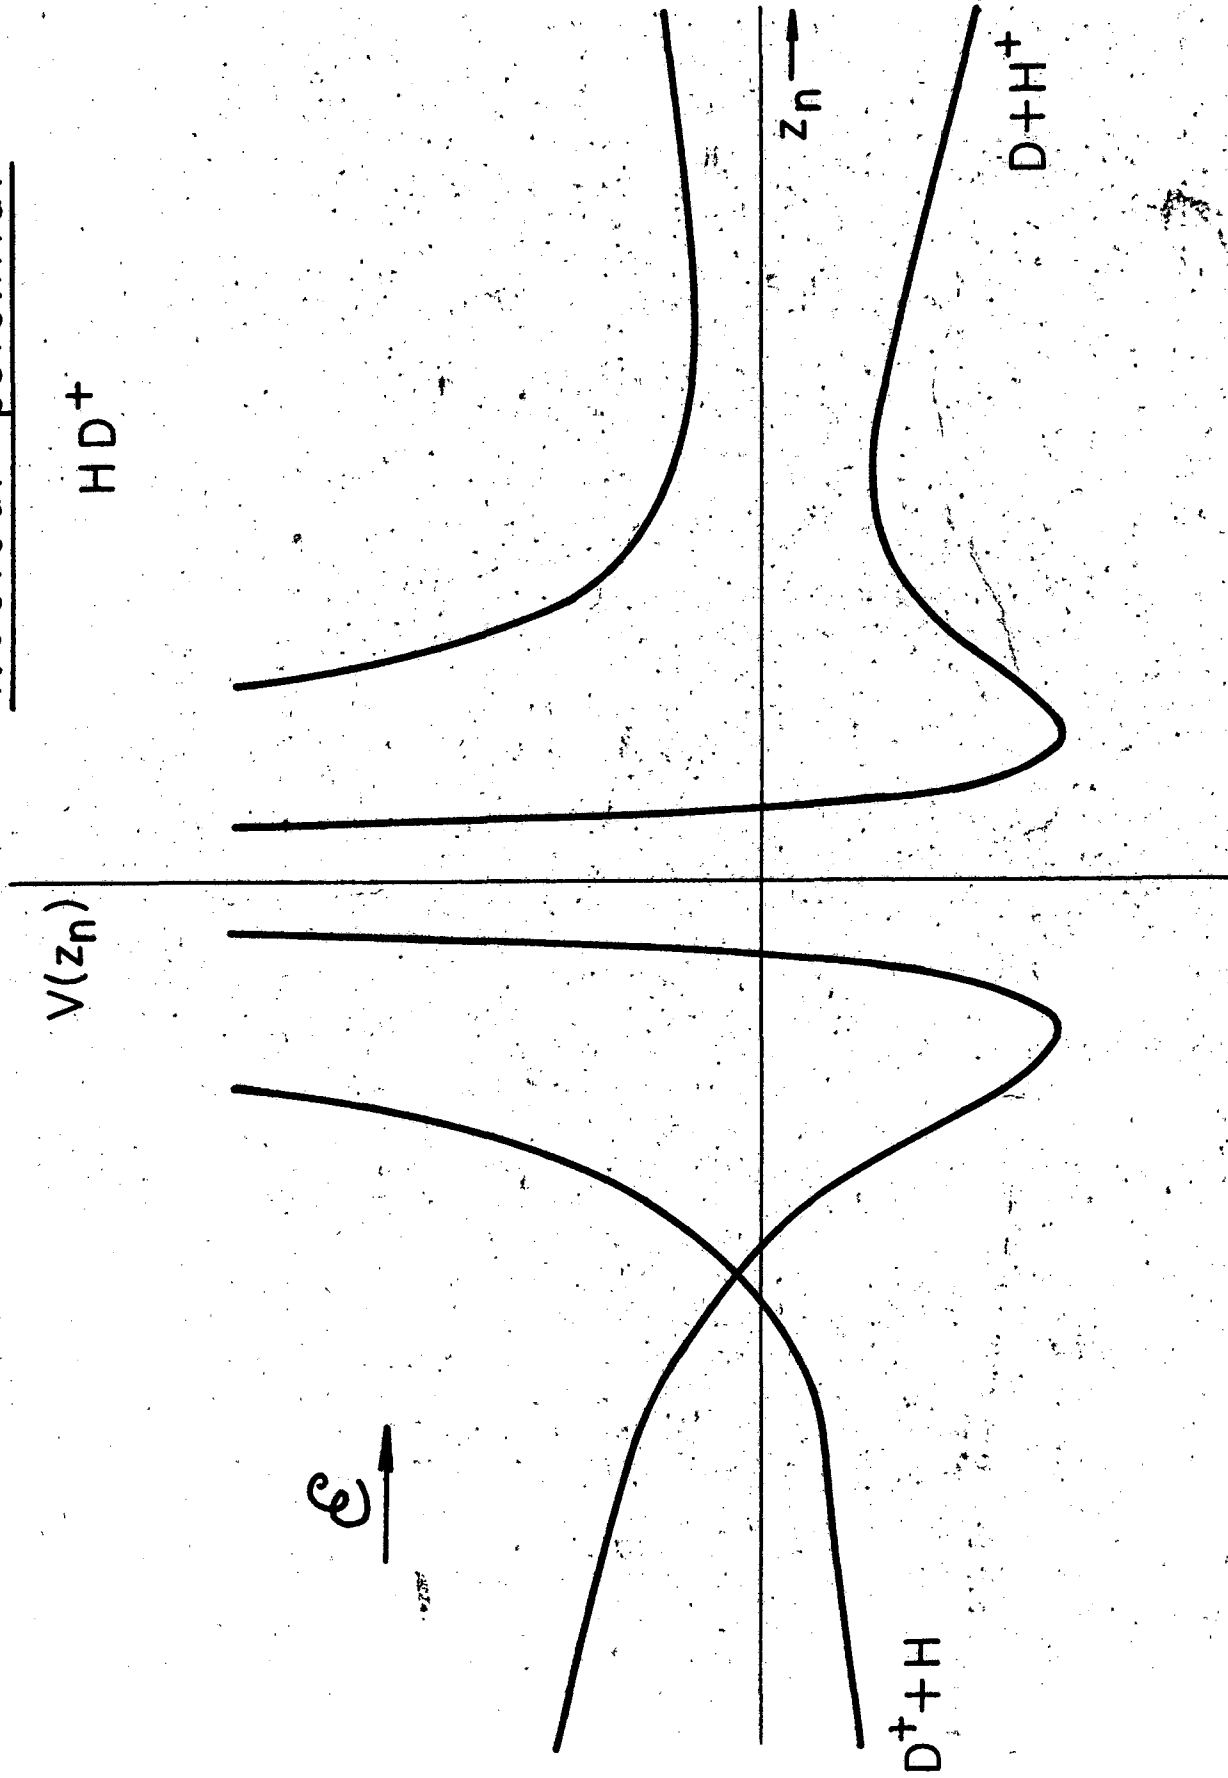 HD⁺
V(zₙ)
ℰ
zₙ
D+H⁺
D⁺+H